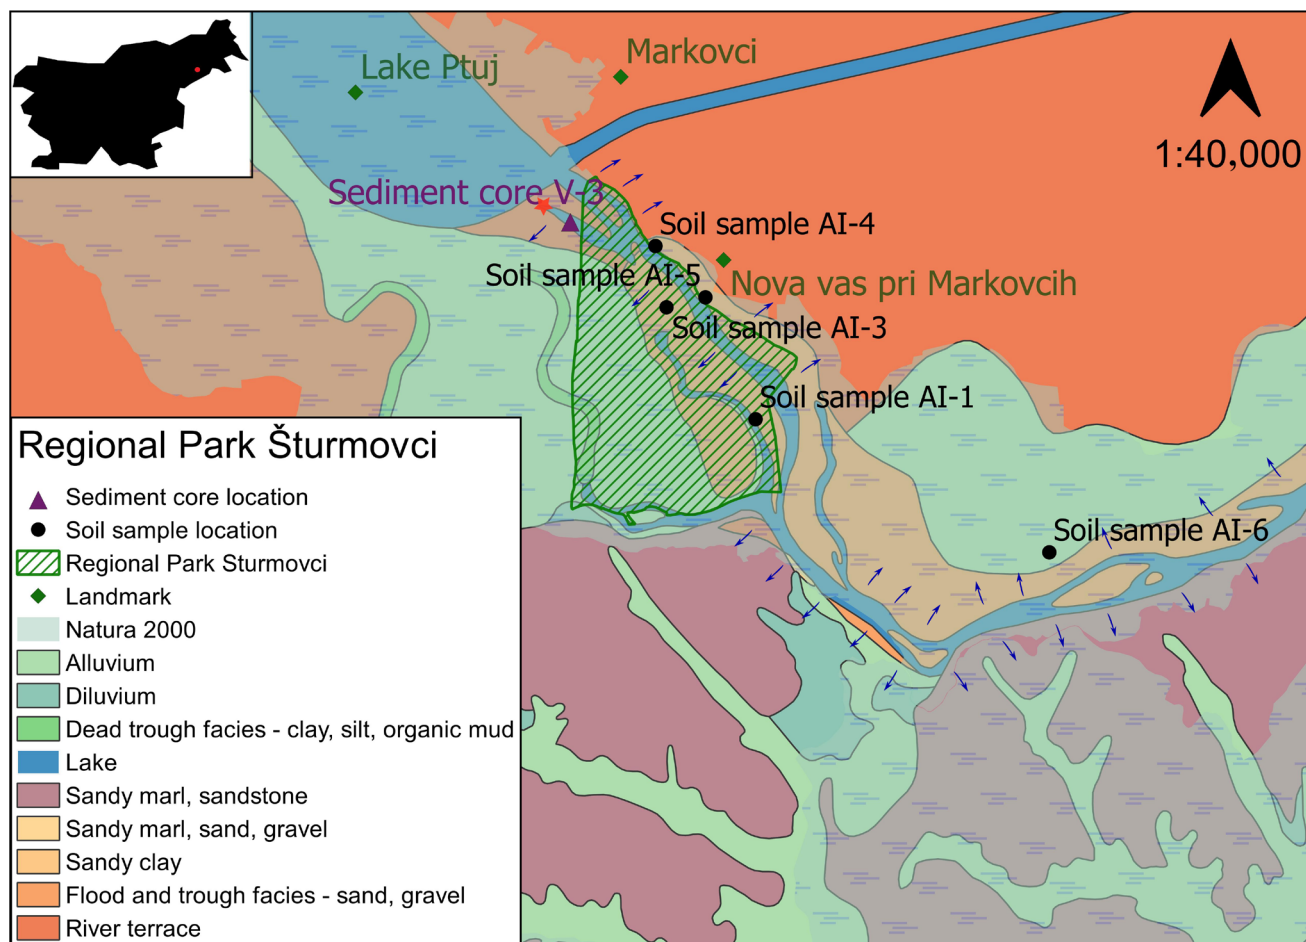 Markovci
Lake Ptuj
1:40,000
Sediment core V-3
Soil sample AI-4
Soil sample AI-5
Nova vas pri Markovcih
Soil sample AI-3
Soil sample AI-1
Soil sample AI-6
Regional Park Šturmovci
Sediment core location
Soil sample location
Regional Park Sturmovci
Landmark
Natura 2000
Alluvium
Diluvium
Dead trough facies - clay, silt, organic mud
Lake
Sandy marl, sandstone
Sandy marl, sand, gravel
Sandy clay
Flood and trough facies - sand, gravel
River terrace